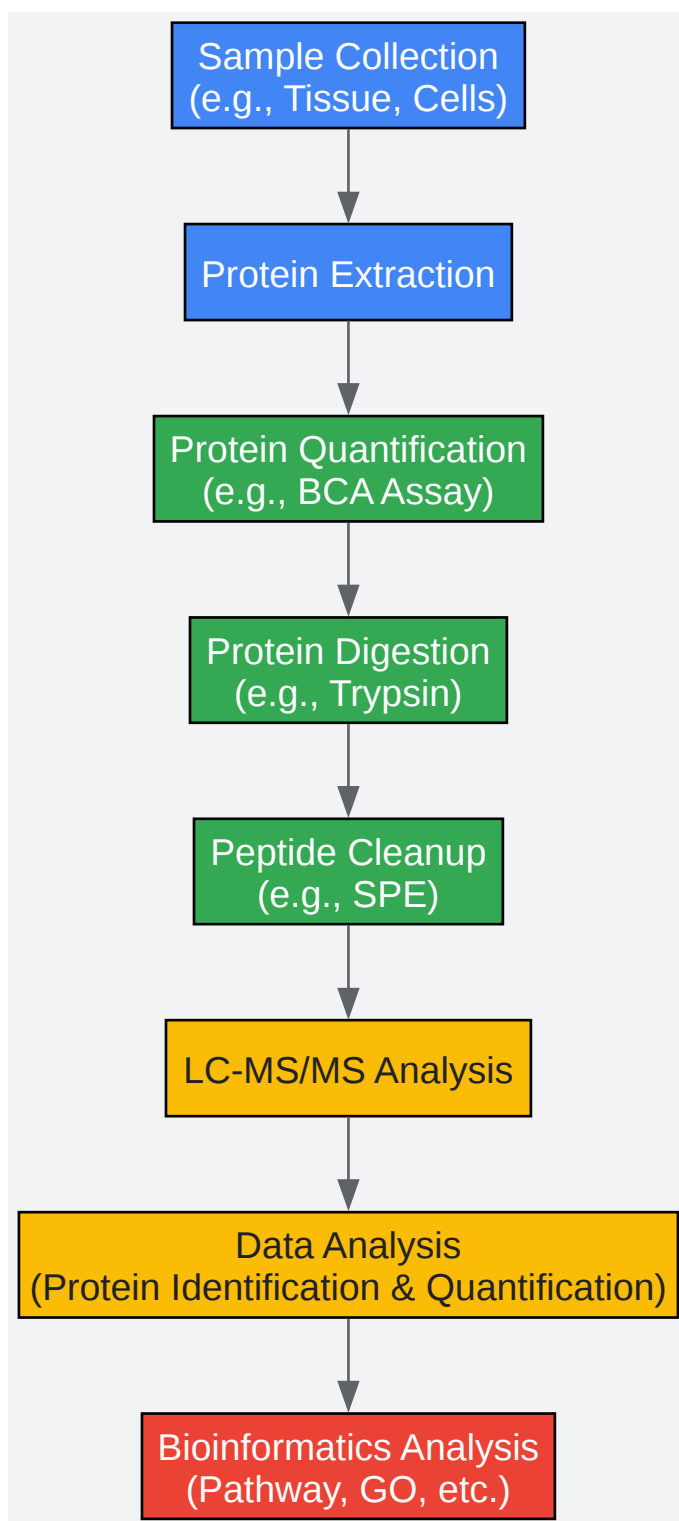 Sample Collection
(e.g., Tissue, Cells)
Protein Extraction
Protein Quantification
(e.g., BCA Assay)
Protein Digestion
(e.g., Trypsin)
Peptide Cleanup
(e.g., SPE)
LC-MS/MS Analysis
Data Analysis
(Protein Identification & Quantification)
Bioinformatics Analysis
(Pathway, GO, etc.)